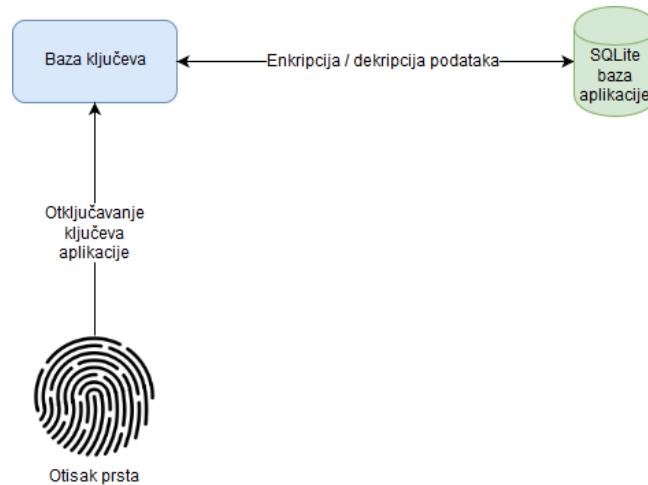 Baza ključeva
Enkripcija / dekripcija podataka
SQLite
baza
aplikacije
Otključavanje
ključeva
aplikacije
Otisak prsta